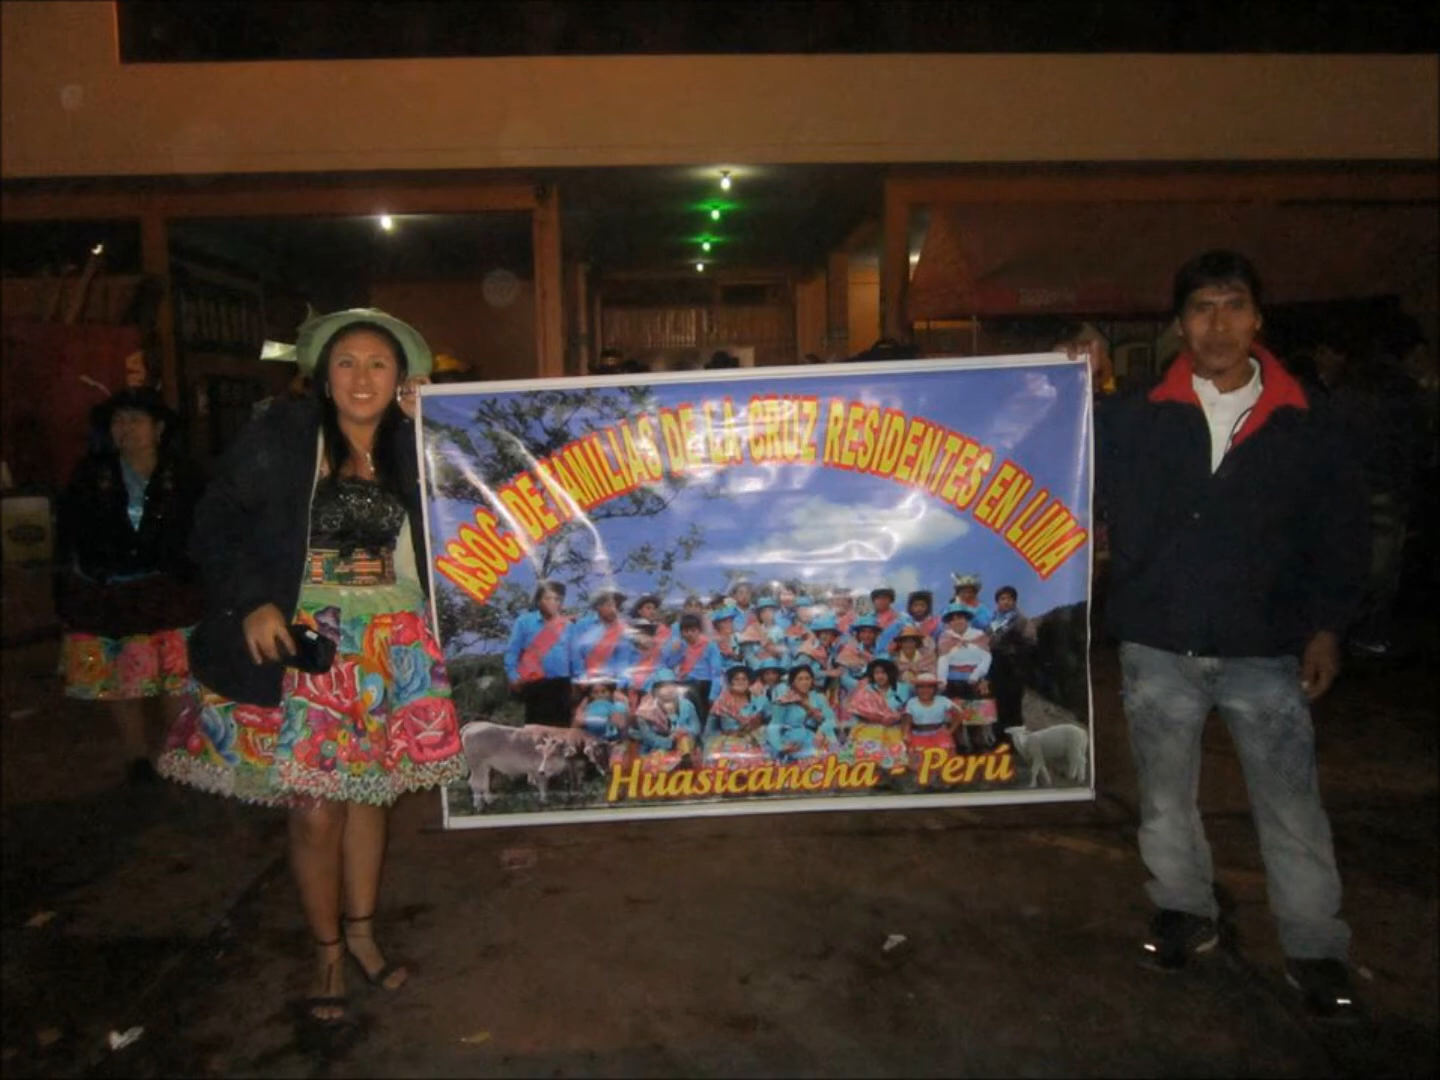 ASOC. DE FAMILIAS DE LA CRUZ RESIDENTES EN LIMA
Huasicancha - Perú